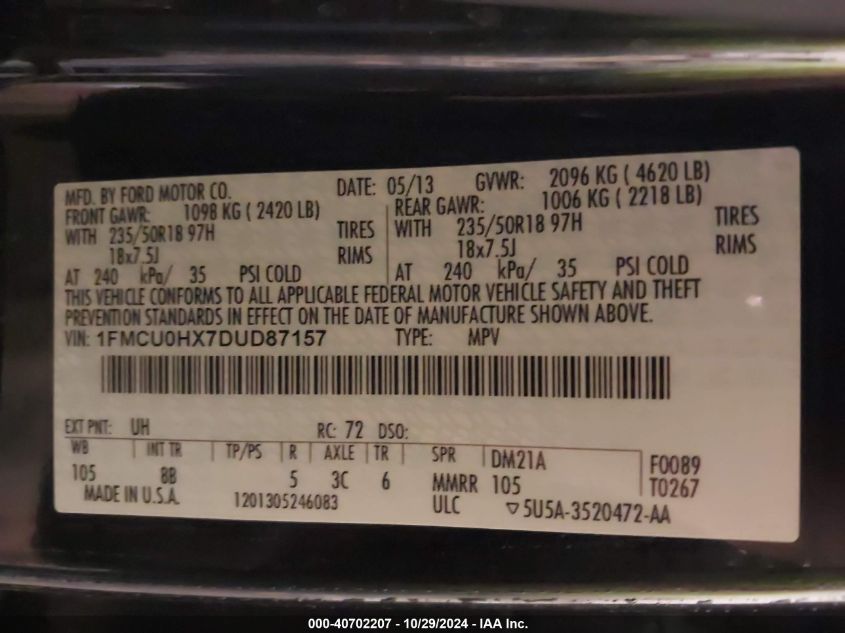 MFD. BY FORD MOTOR CO. DATE: 05/13 GVWR: 2096 KG ( 4620 LB)
FRONT GAWR: 1098 KG ( 2420 LB) REAR GAWR: 1006 KG ( 2218 LB)
WITH 235/50R18 97H TIRES WITH 235/50R18 97H TIRES
18x7.5J RIMS 18x7.5J RIMS
AT 240 kPa/ 35 PSI COLD AT 240 kPa/ 35 PSI COLD
THIS VEHICLE CONFORMS TO ALL APPLICABLE FEDERAL MOTOR VEHICLE SAFETY AND THEFT
PREVENTION STANDARDS IN EFFECT ON THE DATE OF MANUFACTURE SHOWN ABOVE.
VIN: 1FMCU0HX7DUD87157 TYPE: MPV
EXT PNT: UH RC: 72 DSO:
WB INT TR TP/PS R AXLE TR SPR DM21A F0089
105 8B 5 3C 6 MMRR 105 T0267
MADE IN U.S.A. 1201305246083 ULC ▽5U5A-3520472-AA
000-40702207 - 10/29/2024 - IAA Inc.